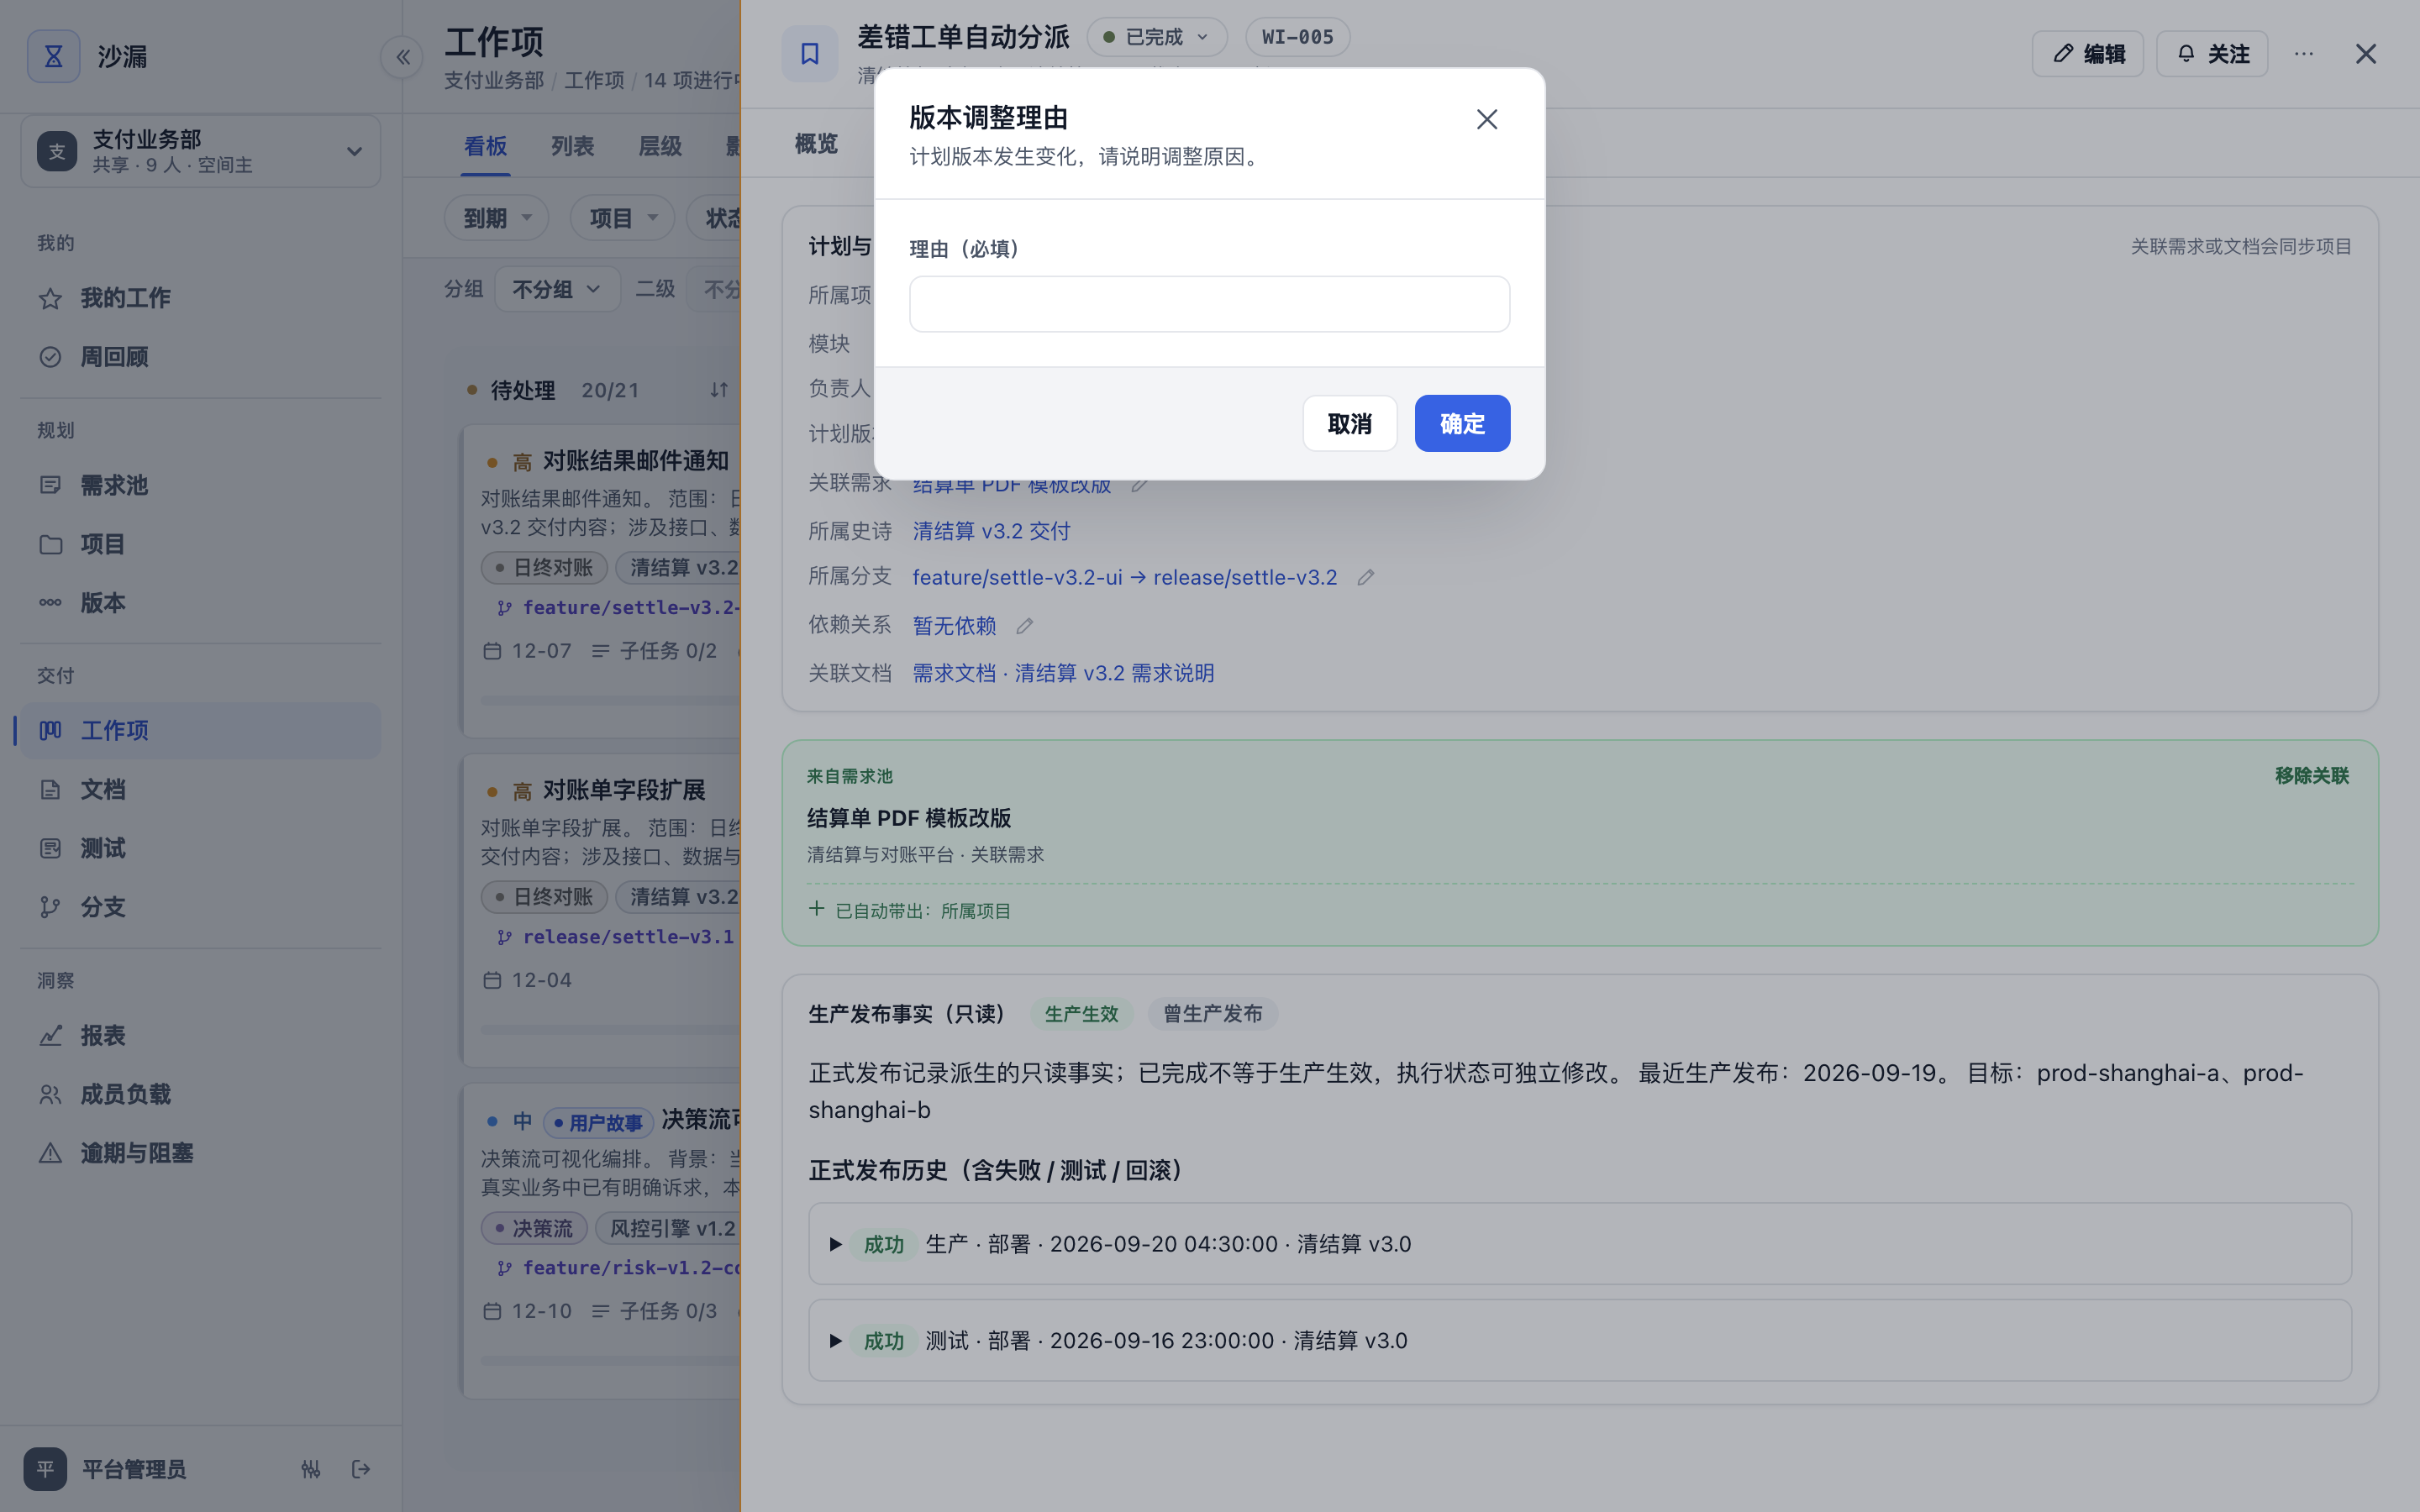 沙漏
支付业务部
共享 · 9 人 · 空间主
我的
我的工作
周回顾
规划
需求池
项目
版本
交付
工作项
文档
测试
分支
洞察
报表
成员负载
逾期与阻塞
平台管理员
工作项
支付业务部 / 工作项 / 14 项进行
看板 列表 层级
到期 项目 状态
分组 不分组 二级 不分
待处理 20/21
高 对账结果邮件通知
对账结果邮件通知。 范围：日
v3.2 交付内容；涉及接口、数
日终对账 清结算 v3.2
feature/settle-v3.2-
12-07 子任务 0/2
高 对账单字段扩展
对账单字段扩展。 范围：日终
交付内容；涉及接口、数据与
日终对账 清结算 v3.2
release/settle-v3.1
12-04
中 用户故事 决策流
决策流可视化编排。 背景：当
真实业务中已有明确诉求，本
决策流 风控引擎 v1.2
feature/risk-v1.2-co
12-10 子任务 0/3
差错工单自动分派 已完成 WI-005
编辑 关注
概览
版本调整理由
计划版本发生变化，请说明调整原因。
理由（必填）
取消 确定
计划与 关联需求或文档会同步项目
所属项
模块
负责人
计划版
关联需求 结算单 PDF 模板改版
所属史诗 清结算 v3.2 交付
所属分支 feature/settle-v3.2-ui → release/settle-v3.2
依赖关系 暂无依赖
关联文档 需求文档 · 清结算 v3.2 需求说明
来自需求池 移除关联
结算单 PDF 模板改版
清结算与对账平台 · 关联需求
已自动带出：所属项目
生产发布事实（只读） 生产生效 曾生产发布
正式发布记录派生的只读事实；已完成不等于生产生效，执行状态可独立修改。 最近生产发布：2026-09-19。 目标：prod-shanghai-a、prod-
shanghai-b
正式发布历史（含失败 / 测试 / 回滚）
成功 生产 · 部署 · 2026-09-20 04:30:00 · 清结算 v3.0
成功 测试 · 部署 · 2026-09-16 23:00:00 · 清结算 v3.0